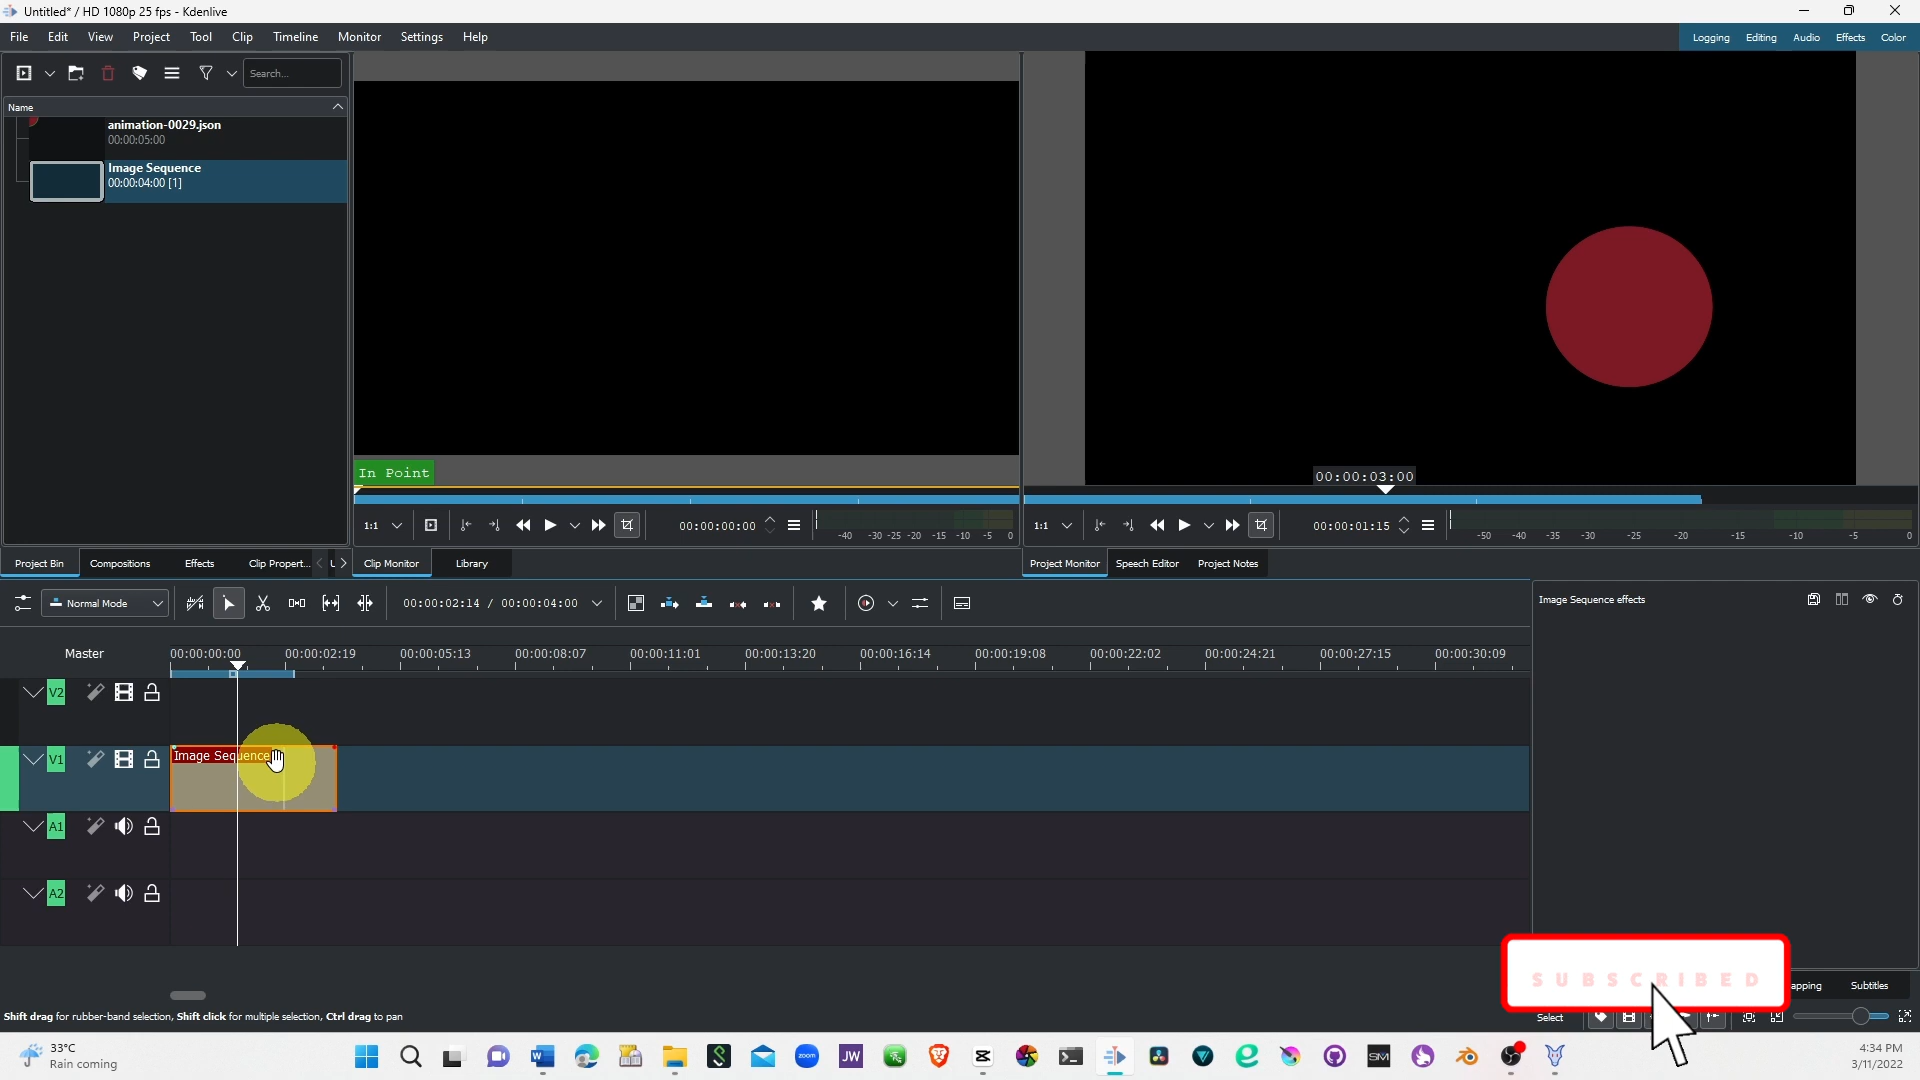 Untitled* / HD 1080p 25 fps - Kdenlive
File Edit View Project Tool Clip Timeline Monitor Settings Help
Logging Editing Audio Effects Color
Search...
Name
animation-0029.json
00:00:05:00
Image Sequence
00:00:04:00 [1]
In Point
00:00:03:00
1:1
00:00:00:00
-40 -30 -25 -20 -15 -10 -5 0
1:1
00:00:01:15
-50 -40 -35 -30 -25 -20 -15 -10 -5 0
Project Bin Compositions Effects Clip Propert...
Clip Monitor Library
Project Monitor Speech Editor Project Notes
Normal Mode
00:00:02:14 / 00:00:04:00
Image Sequence effects
Master
00:00:00:00 00:00:02:19 00:00:05:13 00:00:08:07 00:00:11:01 00:00:13:20 00:00:16:14 00:00:19:08 00:00:22:02 00:00:24:21 00:00:27:15 00:00:30:09
V2
V1
Image Sequence
A1
A2
SUBSCRIBED
apping Subtitles
Shift drag for rubber-band selection, Shift click for multiple selection, Ctrl drag to pan
Select
33°C
Rain coming
zoom
JW
SM
4:34 PM
3/11/2022